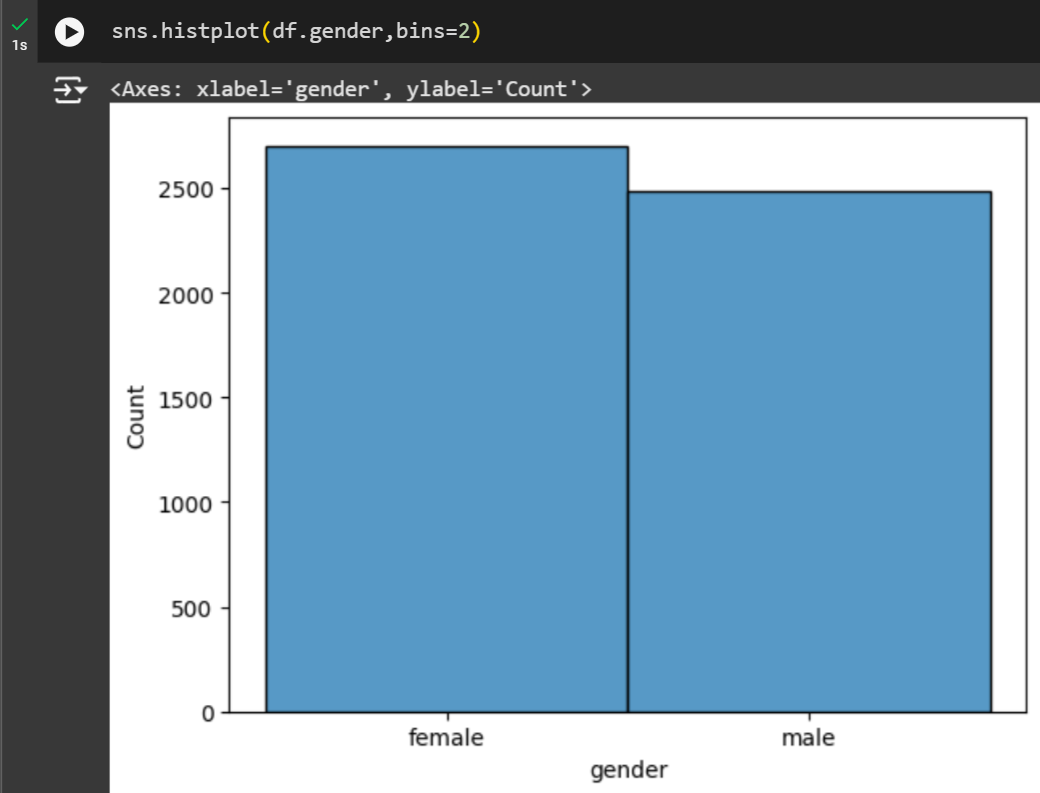 sns.histplot(df.gender,bins=2)
1s
<Axes: xlabel='gender', ylabel='Count'>
2500
2000
1500
1000
500
0
Count
female male
gender